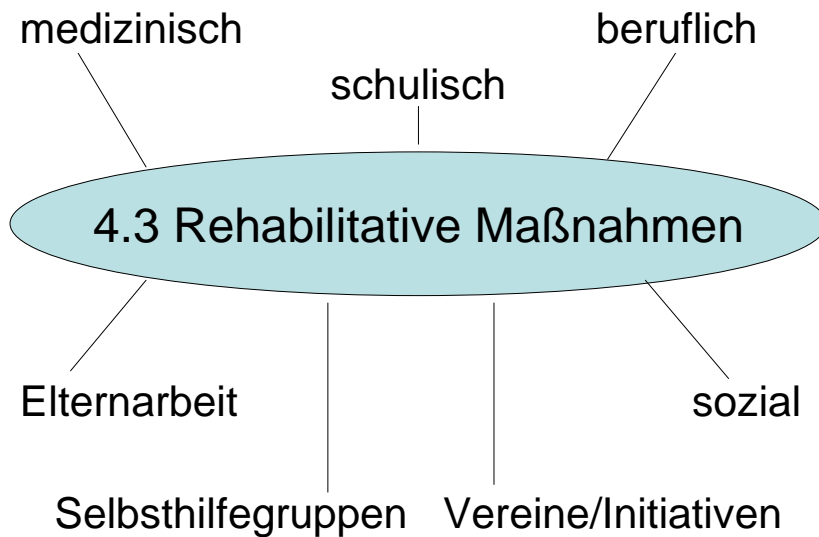 medizinisch
beruflich
schulisch
4.3 Rehabilitative Maßnahmen
Elternarbeit
sozial
Selbsthilfegruppen
Vereine/Initiativen